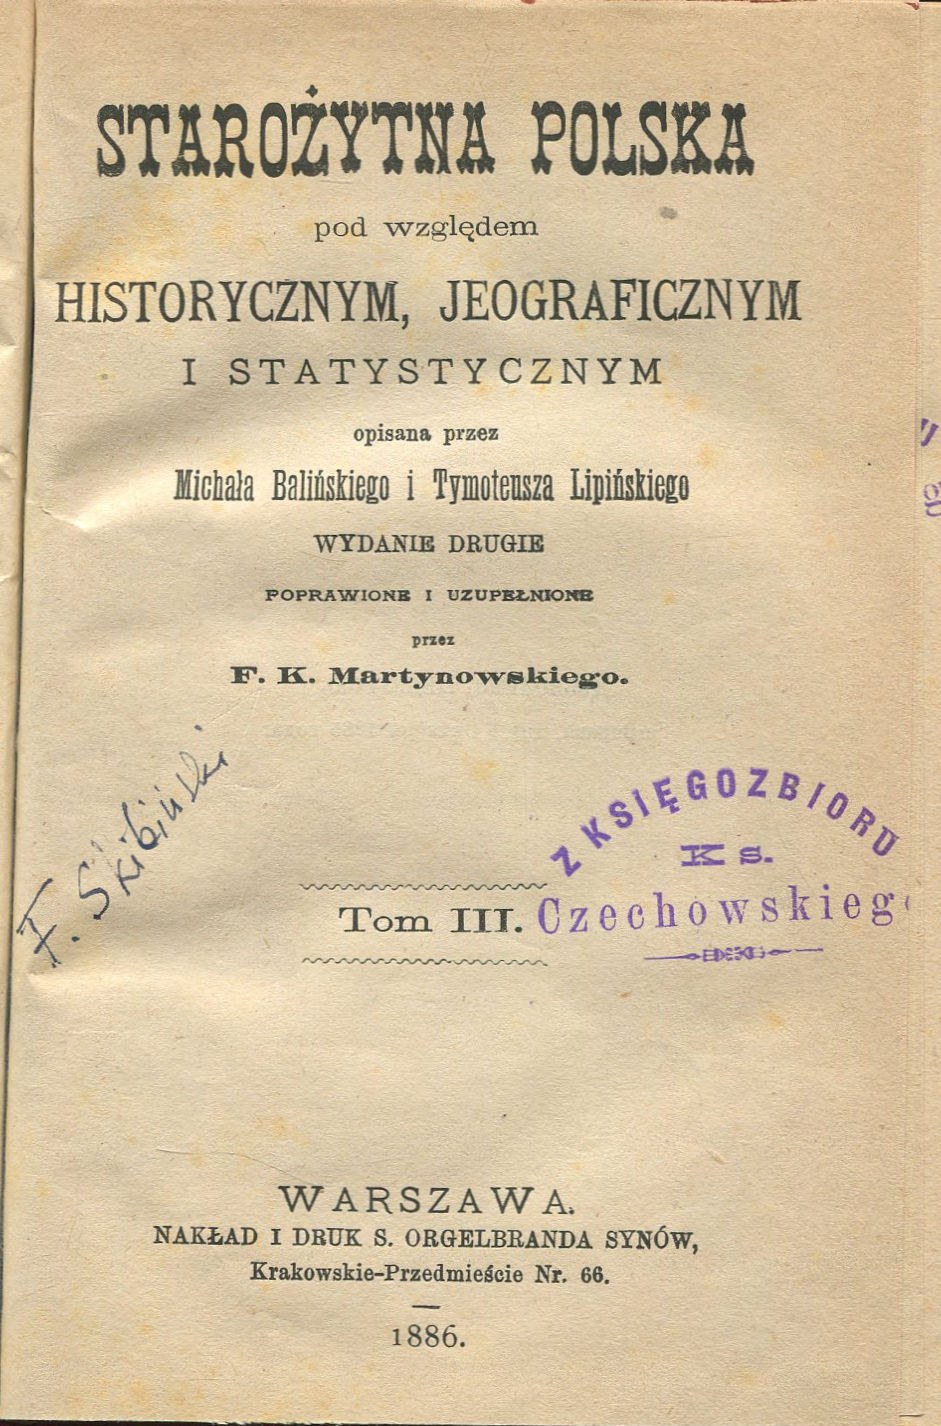 STAROŻYTNA POLSKA
pod względem
HISTORYCZNYM, JEOGRAFICZNYM
I STATYSTYCZNYM
opisana przez
Michała Balińskiego i Tymoteusza Lipińskiego
WYDANIE DRUGIE
POPRAWIONE I UZUPEŁNIONE
przez
F. K. Martynowskiego.
F. Skibiński
Z KSIĘGOZBIORU
Ks.
Czechowskieg
Tom III.
WARSZAWA.
NAKŁAD I DRUK S. ORGELBRANDA SYNÓW,
Krakowskie-Przedmieście Nr. 66.
1886.